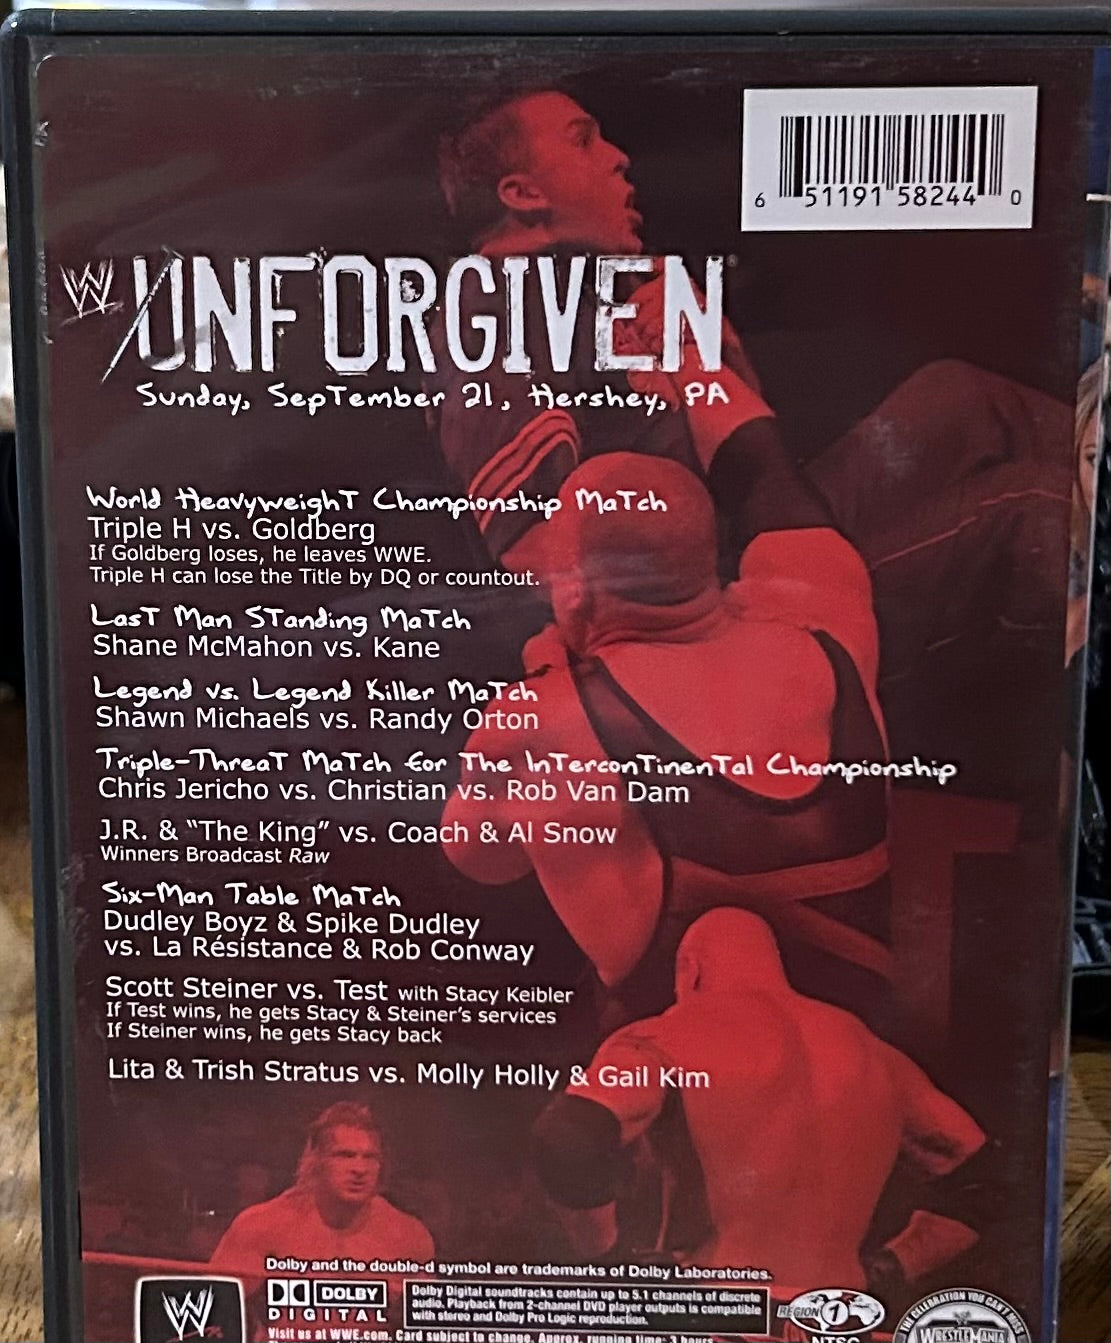 6 51191 58244 0
W UNFORGIVEN
Sunday, September 21, Hershey, PA
World Heavyweight Championship Match
Triple H vs. Goldberg
If Goldberg loses, he leaves WWE.
Triple H can lose the Title by DQ or countout.
Last Man Standing Match
Shane McMahon vs. Kane
Legend vs. Legend Killer Match
Shawn Michaels vs. Randy Orton
Triple-Threat Match for The Intercontinental Championship
Chris Jericho vs. Christian vs. Rob Van Dam
J.R. & “The King” vs. Coach & Al Snow
Winners Broadcast Raw
Six-Man Table Match
Dudley Boyz & Spike Dudley
vs. La Résistance & Rob Conway
Scott Steiner vs. Test with Stacy Keibler
If Test wins, he gets Stacy & Steiner’s services
If Steiner wins, he gets Stacy back
Lita & Trish Stratus vs. Molly Holly & Gail Kim
Dolby and the double-d symbol are trademarks of Dolby Laboratories.
W
DOLBY
DIGITAL
Dolby Digital soundtracks contain up to 5.1 channels of discrete
audio. Playback from 2-channel DVD player outputs is compatible
with stereo and Dolby Pro Logic reproduction.
REGION 1
NTSC
THE CELEBRATION YOU CAN'T
WRESTLEMANIA
Visit us at WWE.com. Card subject to change. Approx. running time: 3 hours